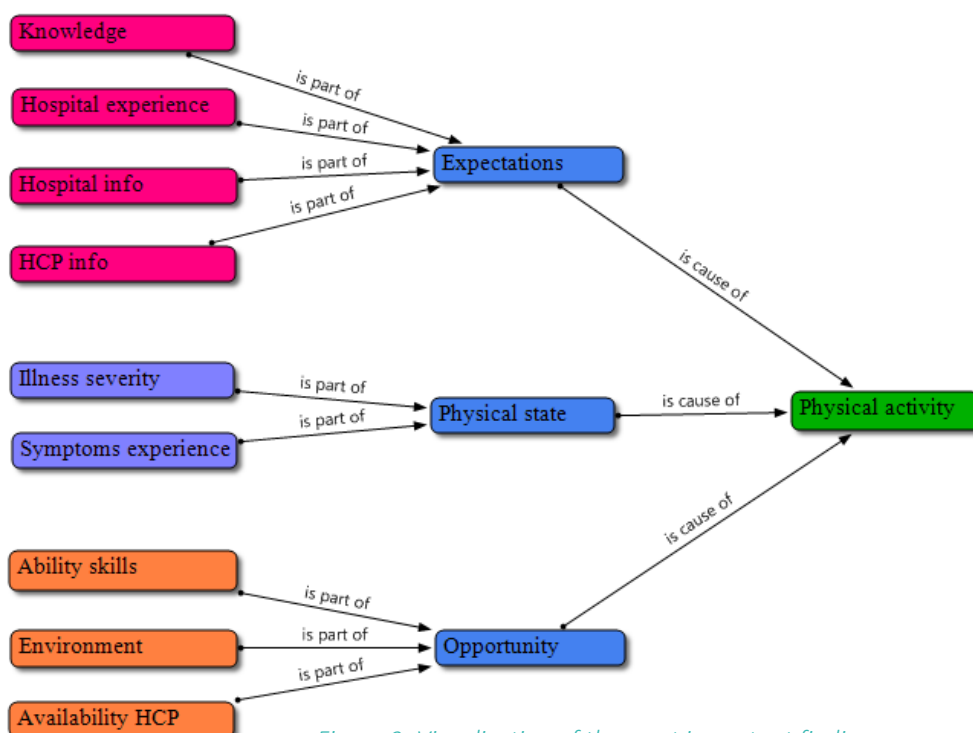 Knowledge
is part of
Hospital experience
is part of
Expectations
Hospital info
is part of
HCP info
is part of
is cause of
Illness severity
is part of
Physical state
is cause of
Physical activity
Symptoms experience
is part of
is cause of
Ability skills
is part of
Environment
is part of
Opportunity
Availability HCP
is part of